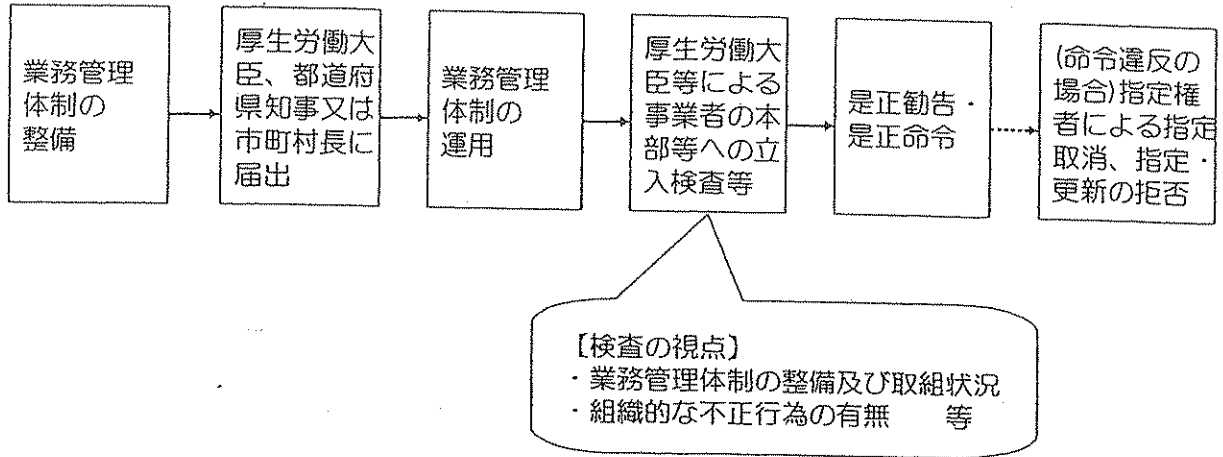 業務管理
体制の
整備
厚生労働大
臣、都道府
県知事又は
市町村長に
届出
業務管理
体制の
運用
厚生労働大
臣等による
事業者の本
部等への立
入検査等
是正勧告・
是正命令
(命令違反の
場合)指定権
者による指定
取消、指定・
更新の拒否
【検査の視点】
・業務管理体制の整備及び取組状況
・組織的な不正行為の有無　等